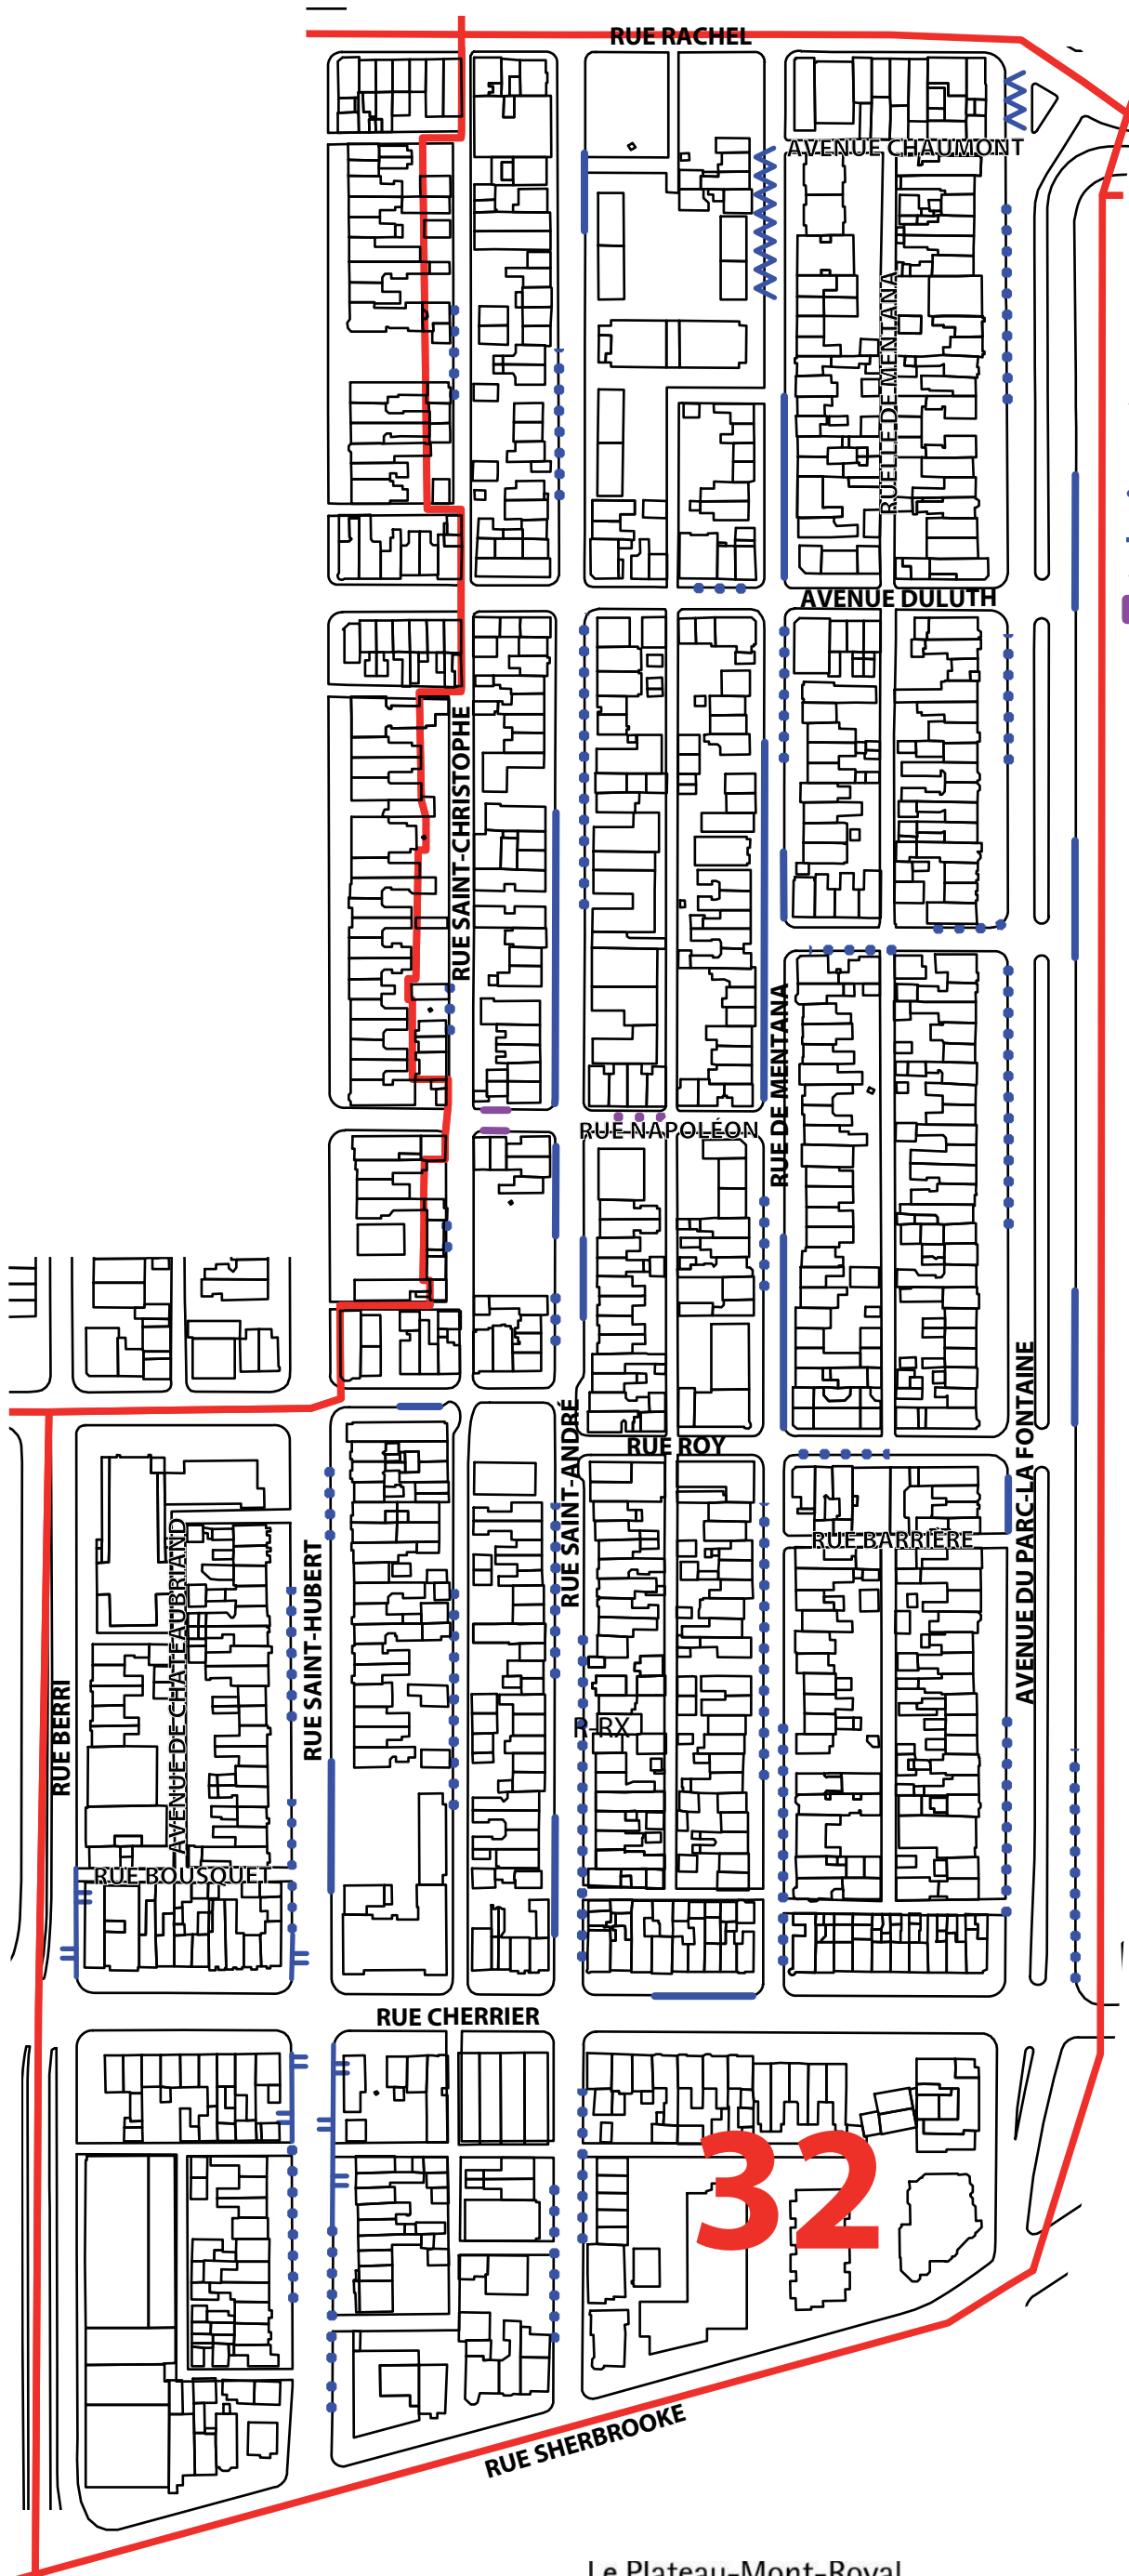 RUE RACHEL
AVENUE CHAUMONT
RUELLE DE MENTANA
AVENUE DULUTH
RUE SAINT-CHRISTOPHE
RUE DE MENTANA
RUE NAPOLÉON
AVENUE DU PARC-LA FONTAINE
RUE SAINT-ANDRÉ
RUE ROY
RUE BARRIÈRE
AVENUE DE CHATEAUBRIAND
RUE SAINT-HUBERT
RUE BERRI
R-RX
RUE BOUSQUET
RUE CHERRIER
32
RUE SHERBROOKE
Le Plateau-Mont-Royal